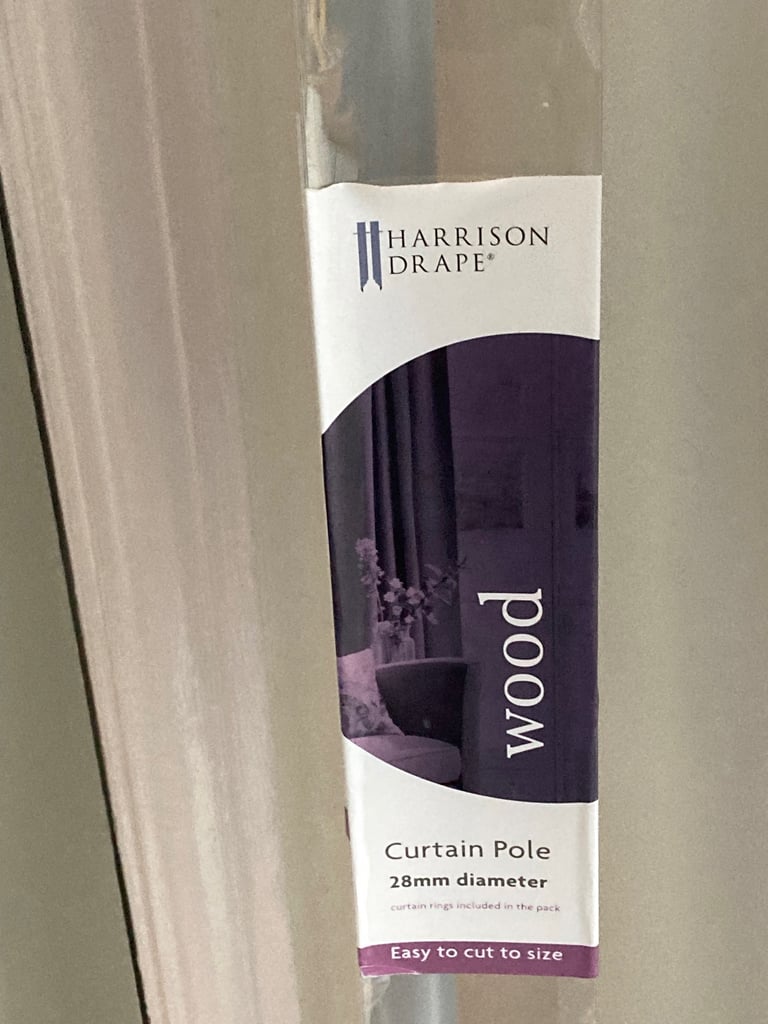 HARRISON
DRAPE®
wood
Curtain Pole
28mm diameter
curtain rings included in the pack
Easy to cut to size